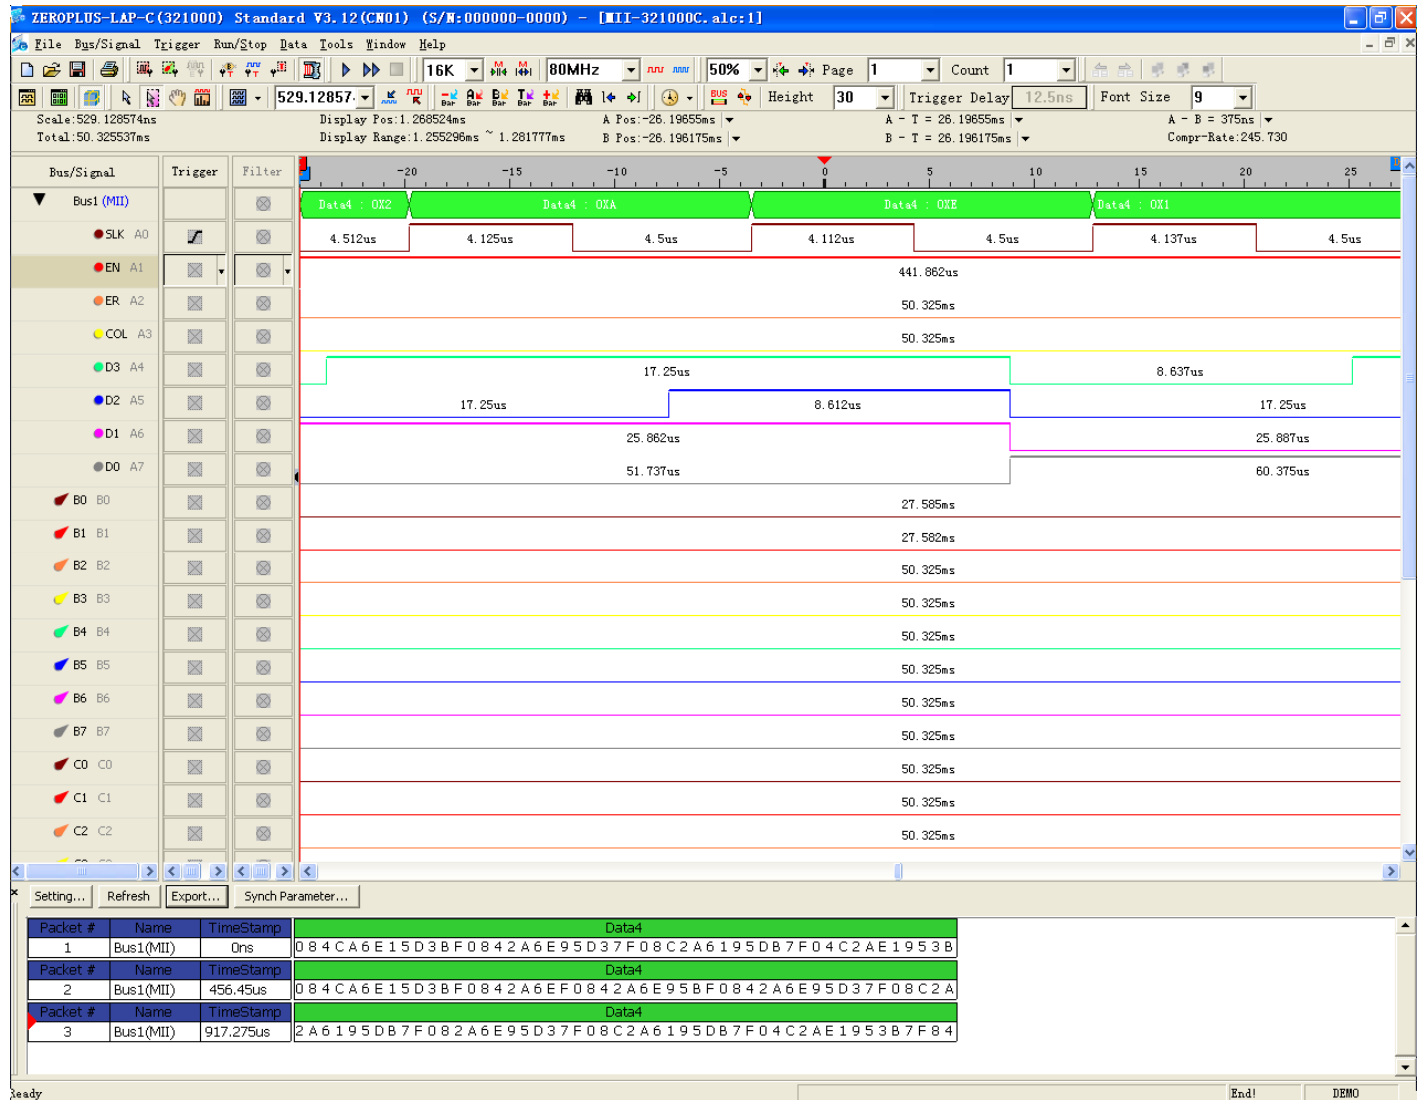 ZEROPLUS-LAP-C(321000) Standard V3.12(CN01) (S/N:000000-0000) - [MII-321000C.alc:1]
File Bus/Signal Trigger Run/Stop Data Tools Window Help
16K 80MHz 50% Page 1 Count 1
529.12857. Bar Bar Bar Bar Bar BUS Height 30 Trigger Delay 12.5ns Font Size 9
Scale:529.128574ns Display Pos:1.268524ms A Pos:-26.19655ms A - T = 26.19655ms A - B = 375ns
Total:50.325537ms Display Range:1.255296ms ~ 1.281777ms B Pos:-26.196175ms B - T = 26.196175ms Compr-Rate:245.730
Bus/Signal Trigger Filter -20 -15 -10 -5 0 5 10 15 20 25
Bus1 (MII) Data4 : 0X2 Data4 : 0XA Data4 : 0XE Data4 : 0X1
SLK A0 4.512us 4.125us 4.5us 4.112us 4.5us 4.137us 4.5us
EN A1 441.862us
ER A2 50.325ms
COL A3 50.325ms
D3 A4 17.25us 8.637us
D2 A5 17.25us 8.612us 17.25us
D1 A6 25.862us 25.887us
D0 A7 51.737us 60.375us
B0 B0 27.585ms
B1 B1 27.582ms
B2 B2 50.325ms
B3 B3 50.325ms
B4 B4 50.325ms
B5 B5 50.325ms
B6 B6 50.325ms
B7 B7 50.325ms
C0 C0 50.325ms
C1 C1 50.325ms
C2 C2 50.325ms
Setting... Refresh Export... Synch Parameter...
Packet # Name TimeStamp Data4
1 Bus1(MII) 0ns 0 8 4 C A 6 E 1 5 D 3 B F 0 8 4 2 A 6 E 9 5 D 3 7 F 0 8 C 2 A 6 1 9 5 D B 7 F 0 4 C 2 A E 1 9 5 3 B
Packet # Name TimeStamp Data4
2 Bus1(MII) 456.45us 0 8 4 C A 6 E 1 5 D 3 B F 0 8 4 2 A 6 E F 0 8 4 2 A 6 E 9 5 B F 0 8 4 2 A 6 E 9 5 D 3 7 F 0 8 C 2 A
Packet # Name TimeStamp Data4
3 Bus1(MII) 917.275us 2 A 6 1 9 5 D B 7 F 0 8 2 A 6 E 9 5 D 3 7 F 0 8 C 2 A 6 1 9 5 D B 7 F 0 4 C 2 A E 1 9 5 3 B 7 F 8 4
Ready End! DEMO